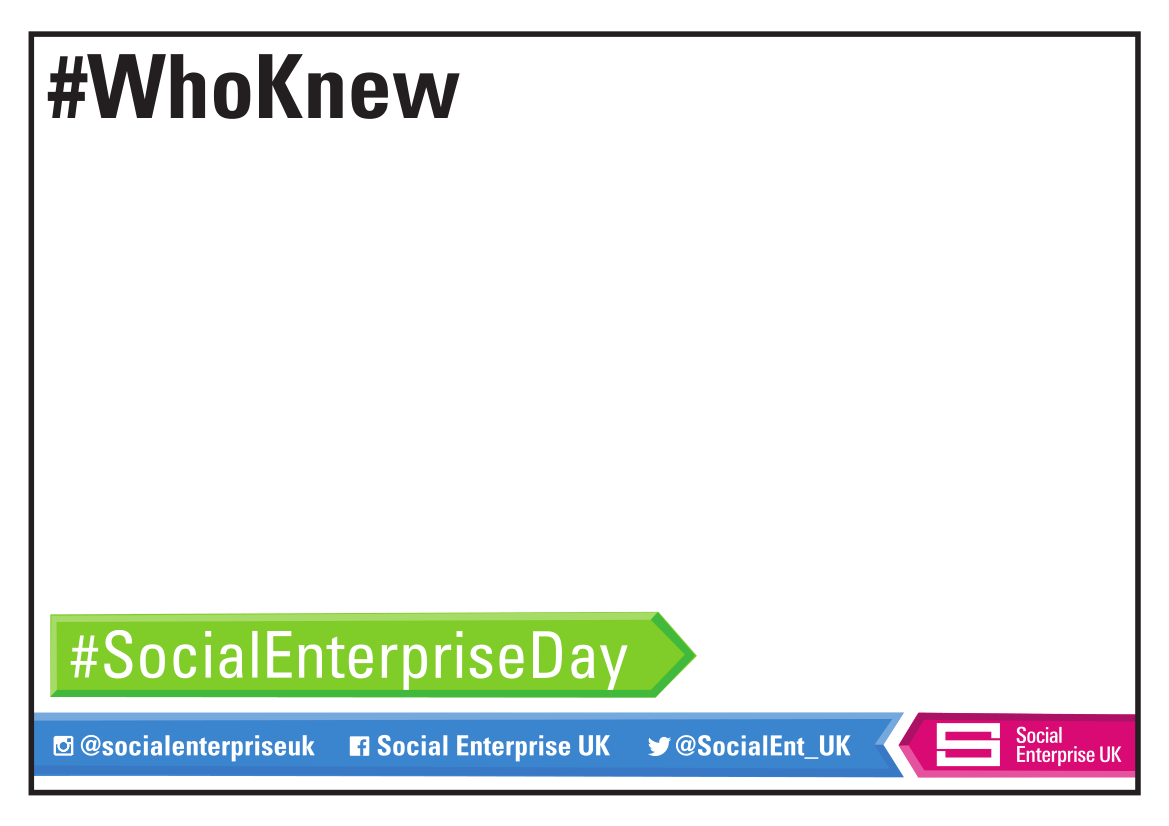 #WhoKnew
#SocialEnterpriseDay
@socialenterpriseuk Social Enterprise UK @SocialEnt_UK
Social
Enterprise UK